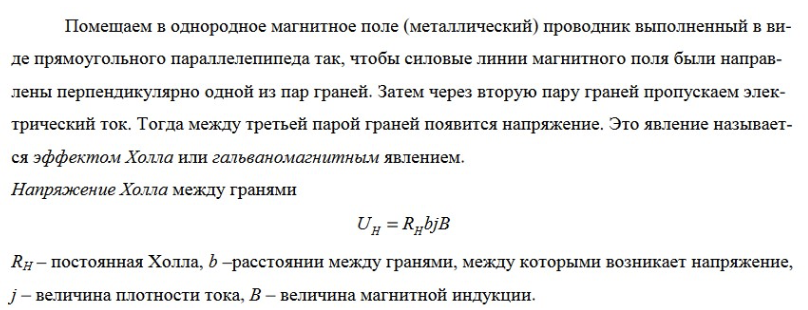 Помещаем в однородное магнитное поле (металлический) проводник выполненный в ви-
де прямоугольного параллелепипеда так, чтобы силовые линии магнитного поля были направ-
лены перпендикулярно одной из пар граней. Затем через вторую пару граней пропускаем элек-
трический ток. Тогда между третьей парой граней появится напряжение. Это явление называет-
ся эффектом Холла или гальваномагнитным явлением.
Напряжение Холла между гранями
U_H = R_H bjB
R_H – постоянная Холла, b –расстоянии между гранями, между которыми возникает напряжение,
j – величина плотности тока, B – величина магнитной индукции.